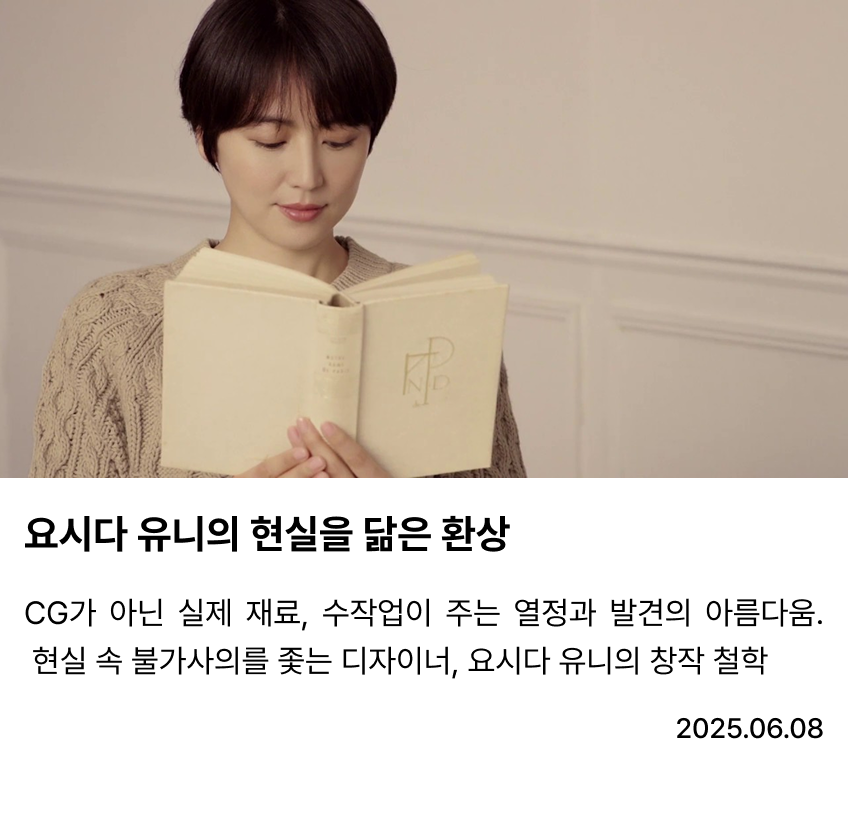 KPND
요시다 유니의 현실을 닮은 환상
CG가 아닌 실제 재료, 수작업이 주는 열정과 발견의 아름다움.
현실 속 불가사의를 좇는 디자이너, 요시다 유니의 창작 철학
2025.06.08